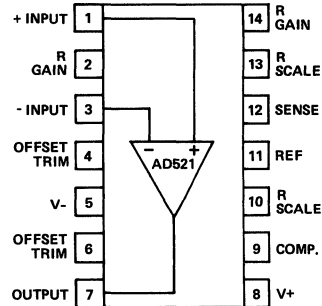 + INPUT 1
R
GAIN 2
- INPUT 3
OFFSET
TRIM 4
V- 5
OFFSET
TRIM 6
OUTPUT 7
- +
AD521
14 R
GAIN
13 R
SCALE
12 SENSE
11 REF
10 R
SCALE
9 COMP.
8 V+